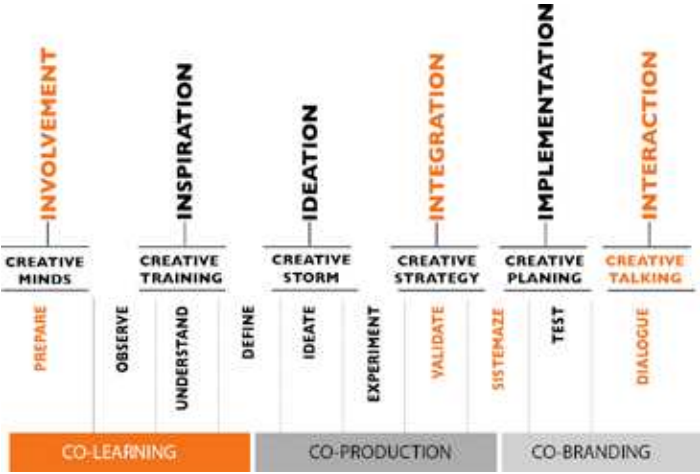 INVOLVEMENT
INSPIRATION
IDEATION
INTEGRATION
IMPLEMENTATION
INTERACTION
CREATIVE
MINDS
CREATIVE
TRAINING
CREATIVE
STORM
CREATIVE
STRATEGY
CREATIVE
PLANING
CREATIVE
TALKING
PREPARE
OBSERVE
UNDERSTAND
DEFINE
IDEATE
EXPERIMENT
VALIDATE
SISTEMAZE
TEST
DIALOGUE
CO-LEARNING
CO-PRODUCTION
CO-BRANDING